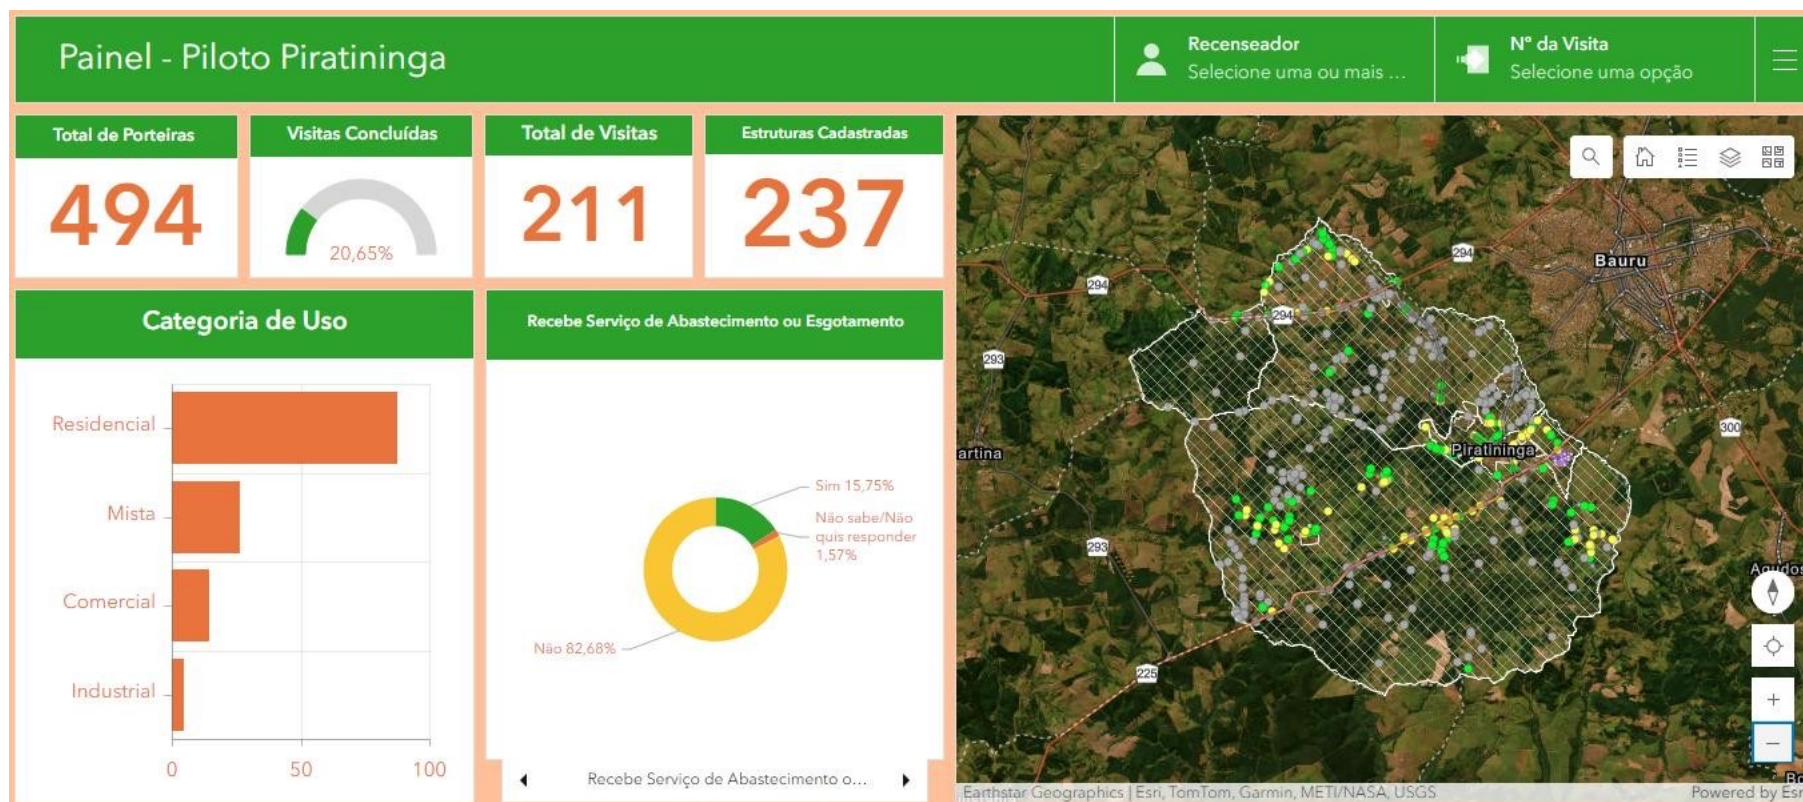 Painel - Piloto Piratininga
Recenseador
Selecione uma ou mais ...
Nº da Visita
Selecione uma opção
Total de Porteiras
494
Visitas Concluídas
20,65%
Total de Visitas
211
Estruturas Cadastradas
237
Categoria de Uso
Residencial
Mista
Comercial
Industrial
0
50
100
Recebe Serviço de Abastecimento ou Esgotamento
Sim 15,75%
Não sabe/Não
quis responder
1,57%
Não 82,68%
Recebe Serviço de Abastecimento o...
294
Bauru
294
294
293
300
artina
Piratininga
293
Agudos
225
Bo
Earthstar Geographics | Esri, TomTom, Garmin, METI/NASA, USGS
Powered by Esri